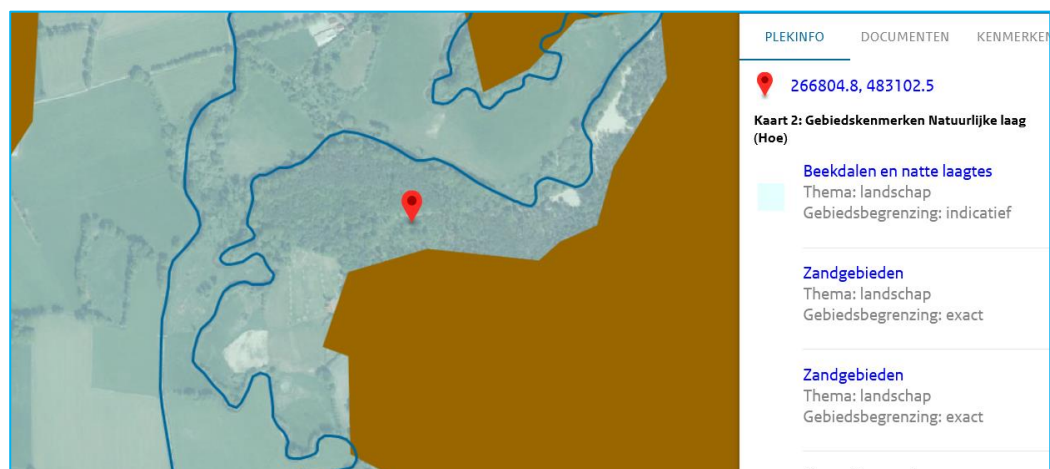 PLEKINFO DOCUMENTEN KENMERKEN
266804.8, 483102.5
Kaart 2: Gebiedskenmerken Natuurlijke laag
(Hoe)
Beekdalen en natte laagtes
Thema: landschap
Gebiedsbegrenzing: indicatief
Zandgebieden
Thema: landschap
Gebiedsbegrenzing: exact
Zandgebieden
Thema: landschap
Gebiedsbegrenzing: exact